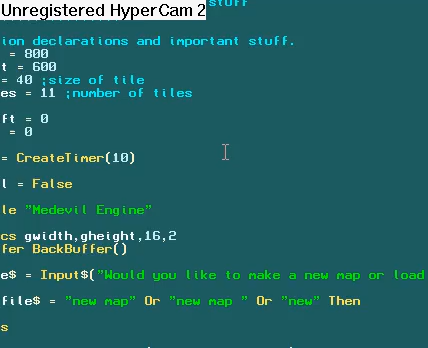 Unregistered HyperCam 2
stuff
ion declarations and important stuff.
= 800
t = 600
= 40 ;size of tile
es = 11 ;number of tiles
ft = 0
= 0
= CreateTimer(10)
l = False
le "Medevil Engine"
cs gwidth,gheight,16,2
fer BackBuffer()
e$ = Input$("Would you like to make a new map or load
file$ = "new map" Or "new map " Or "new" Then
s